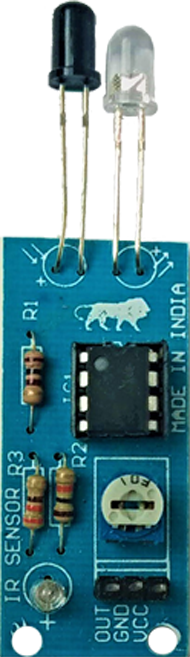 +
+
R1
MADE IN INDIA
IC1
R3
R2
103
IR SENSOR
+
OUT
GND
VCC